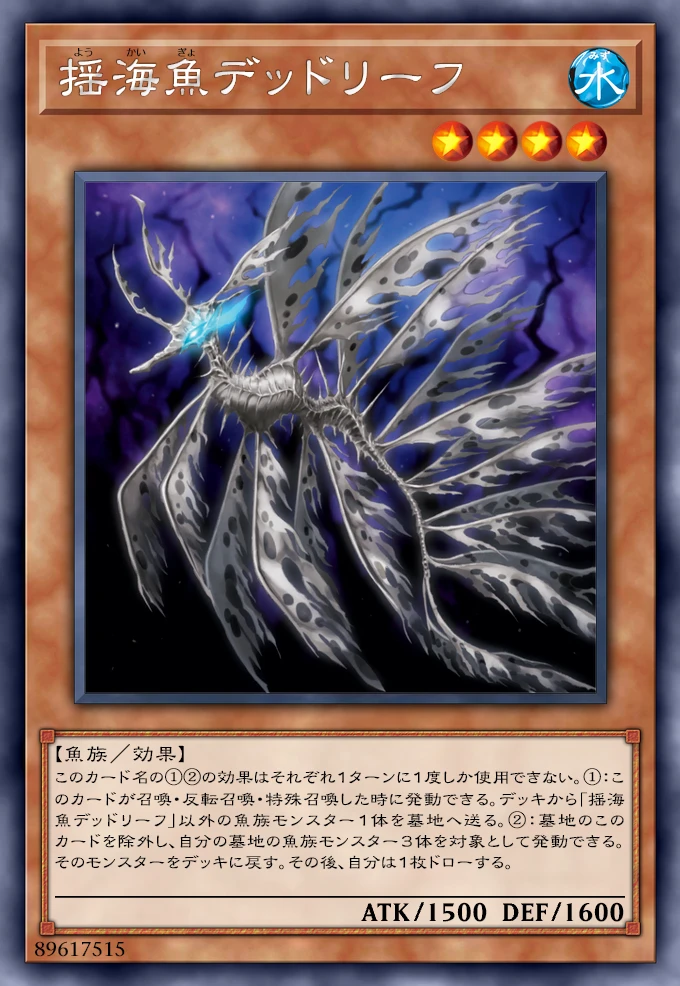 よう かい ぎょ
揺海魚デッドリーフ
みず
水
【魚族／効果】
このカード名の①②の効果はそれぞれ1ターンに1度しか使用できない。①：こ
のカードが召喚・反転召喚・特殊召喚した時に発動できる。デッキから「揺海
魚デッドリーフ」以外の魚族モンスター1体を墓地へ送る。②：墓地のこの
カードを除外し、自分の墓地の魚族モンスター3体を対象として発動できる。
そのモンスターをデッキに戻す。その後、自分は1枚ドローする。
ATK/1500 DEF/1600
89617515